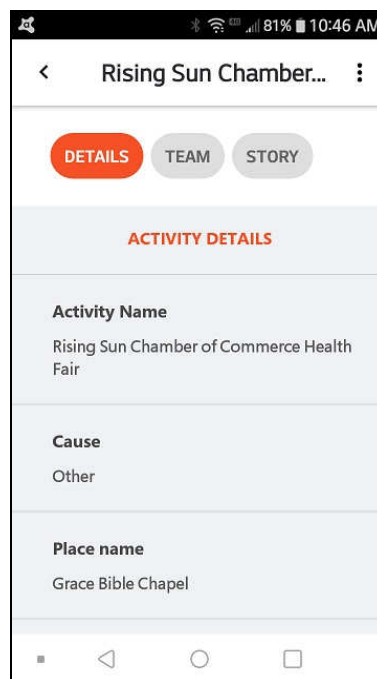 81% 10:46 AM
Rising Sun Chamber...
DETAILS TEAM STORY
ACTIVITY DETAILS
Activity Name
Rising Sun Chamber of Commerce Health
Fair
Cause
Other
Place name
Grace Bible Chapel